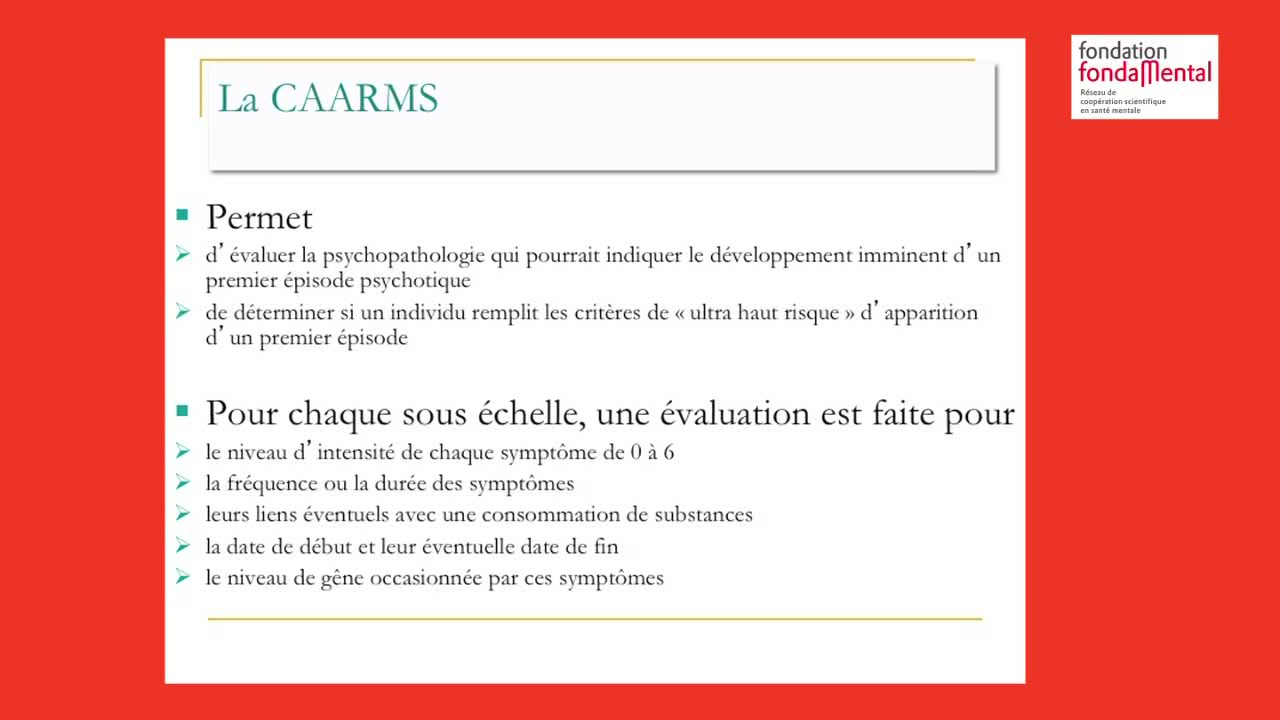 fondation
fondaMental
Réseau de
coopération scientifique
en santé mentale
La CAARMS
Permet
d’ évaluer la psychopathologie qui pourrait indiquer le développement imminent d’ un
premier épisode psychotique
de déterminer si un individu remplit les critères de « ultra haut risque » d’ apparition
d’ un premier épisode
Pour chaque sous échelle, une évaluation est faite pour
le niveau d’ intensité de chaque symptôme de 0 à 6
la fréquence ou la durée des symptômes
leurs liens éventuels avec une consommation de substances
la date de début et leur éventuelle date de fin
le niveau de gêne occasionnée par ces symptômes